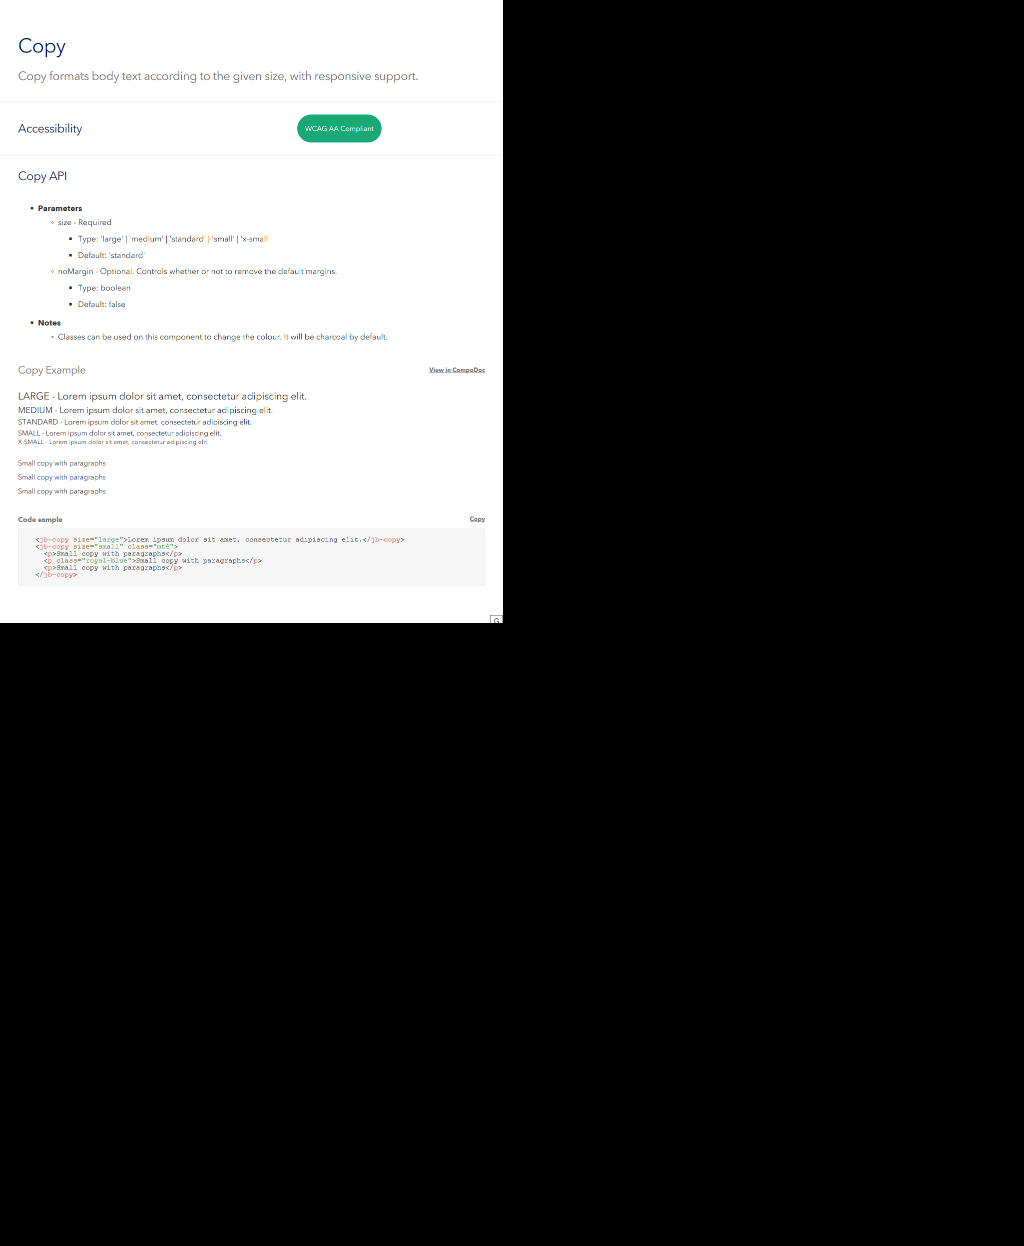 Copy
Copy formats body text according to the given size, with responsive support.
Accessibility
WCAG AA Compliant
Copy API
Parameters
size - Required
Type: 'large' | 'medium' | 'standard' | 'small' | 'x-small'
Default: 'standard'
noMargin - Optional. Controls whether or not to remove the default margins.
Type: boolean
Default: false
Notes
Classes can be used on this component to change the colour. It will be charcoal by default.
Copy Example
View in CompoDoc
LARGE - Lorem ipsum dolor sit amet, consectetur adipiscing elit.
MEDIUM - Lorem ipsum dolor sit amet, consectetur adipiscing elit.
STANDARD - Lorem ipsum dolor sit amet, consectetur adipiscing elit.
SMALL - Lorem ipsum dolor sit amet, consectetur adipiscing elit.
X-SMALL - Lorem ipsum dolor sit amet, consectetur adipiscing elit.
Small copy with paragraphs
Small copy with paragraphs
Small copy with paragraphs
Code sample
Copy
<jb-copy size="large">Lorem ipsum dolor sit amet, consectetur adipiscing elit.</jb-copy>
<jb-copy size="small" class="mt6">
<p>Small copy with paragraphs</p>
<p class="royal-blue">Small copy with paragraphs</p>
<p>Small copy with paragraphs</p>
</jb-copy>
G